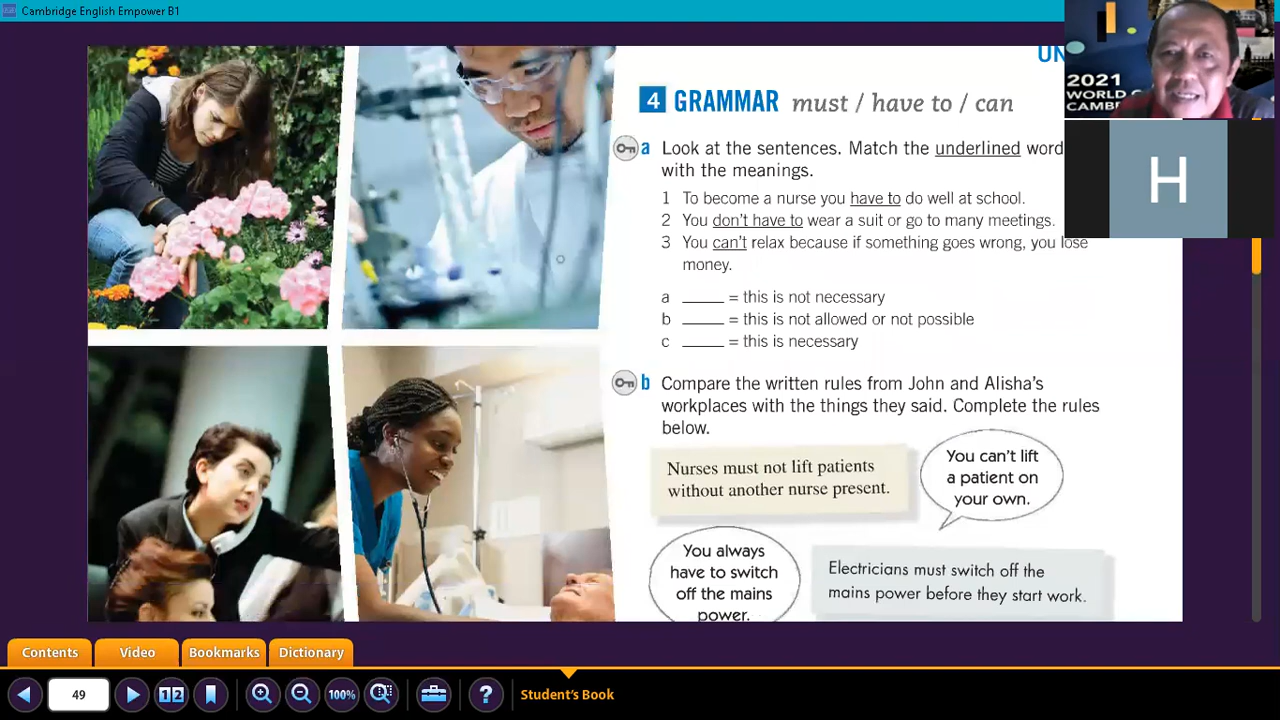 Cambridge English Empower B1
UN
4 GRAMMAR must / have to / can
a Look at the sentences. Match the underlined word
with the meanings.
1 To become a nurse you have to do well at school.
2 You don't have to wear a suit or go to many meetings.
3 You can't relax because if something goes wrong, you lose
money.
a _____ = this is not necessary
b _____ = this is not allowed or not possible
c _____ = this is necessary
b Compare the written rules from John and Alisha's
workplaces with the things they said. Complete the rules
below.
Nurses must not lift patients
without another nurse present.
You can't lift
a patient on
your own.
You always
have to switch
off the mains
power.
Electricians must switch off the
mains power before they start work.
2021
WORLD
CAMB
H
Contents
Video
Bookmarks
Dictionary
49
1 2
100%
?
Student's Book